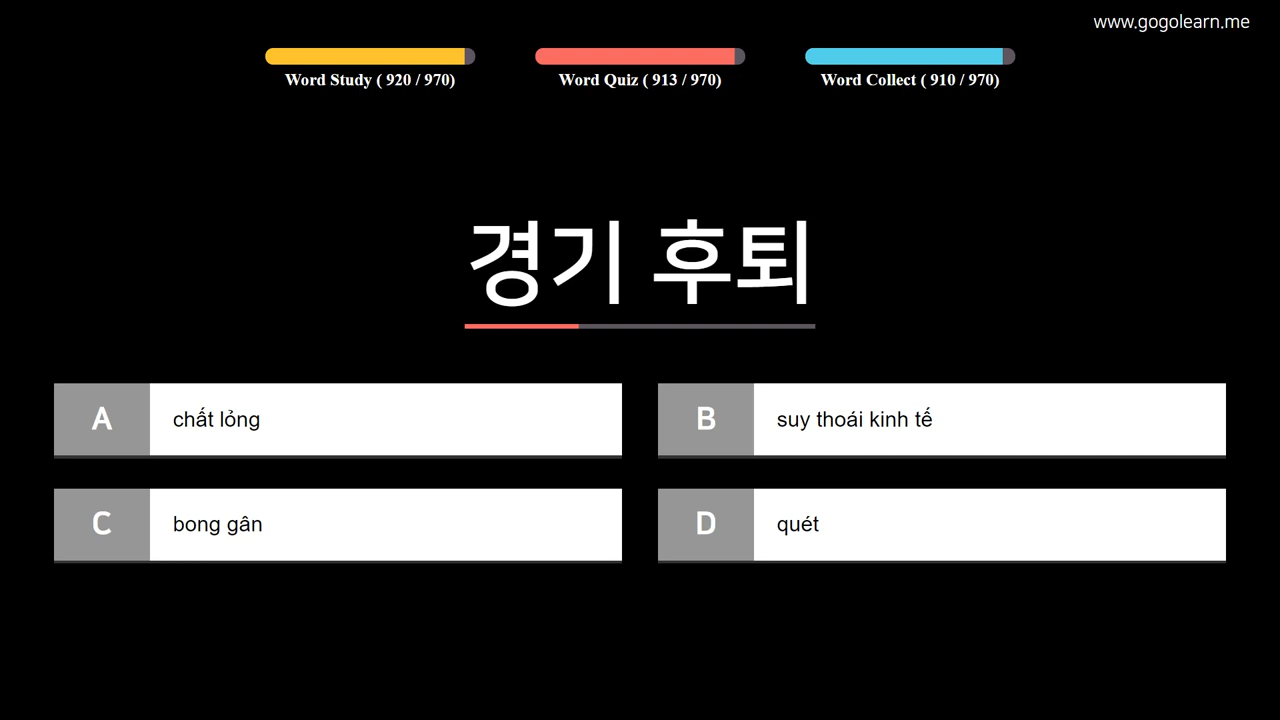 www.gogolearn.me
Word Study ( 920 / 970)
Word Quiz ( 913 / 970)
Word Collect ( 910 / 970)
경기 후퇴
A chất lỏng
B suy thoái kinh tế
C bong gân
D quét